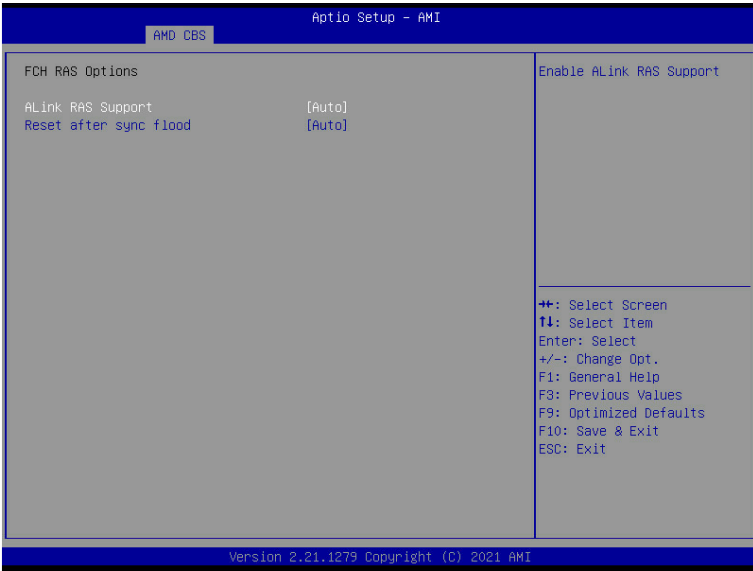 Aptio Setup – AMI
AMD CBS
FCH RAS Options
ALink RAS Support [Auto]
Reset after sync flood [Auto]
Enable ALink RAS Support
→←: Select Screen
↑↓: Select Item
Enter: Select
+/-: Change Opt.
F1: General Help
F3: Previous Values
F9: Optimized Defaults
F10: Save & Exit
ESC: Exit
Version 2.21.1279 Copyright (C) 2021 AMI